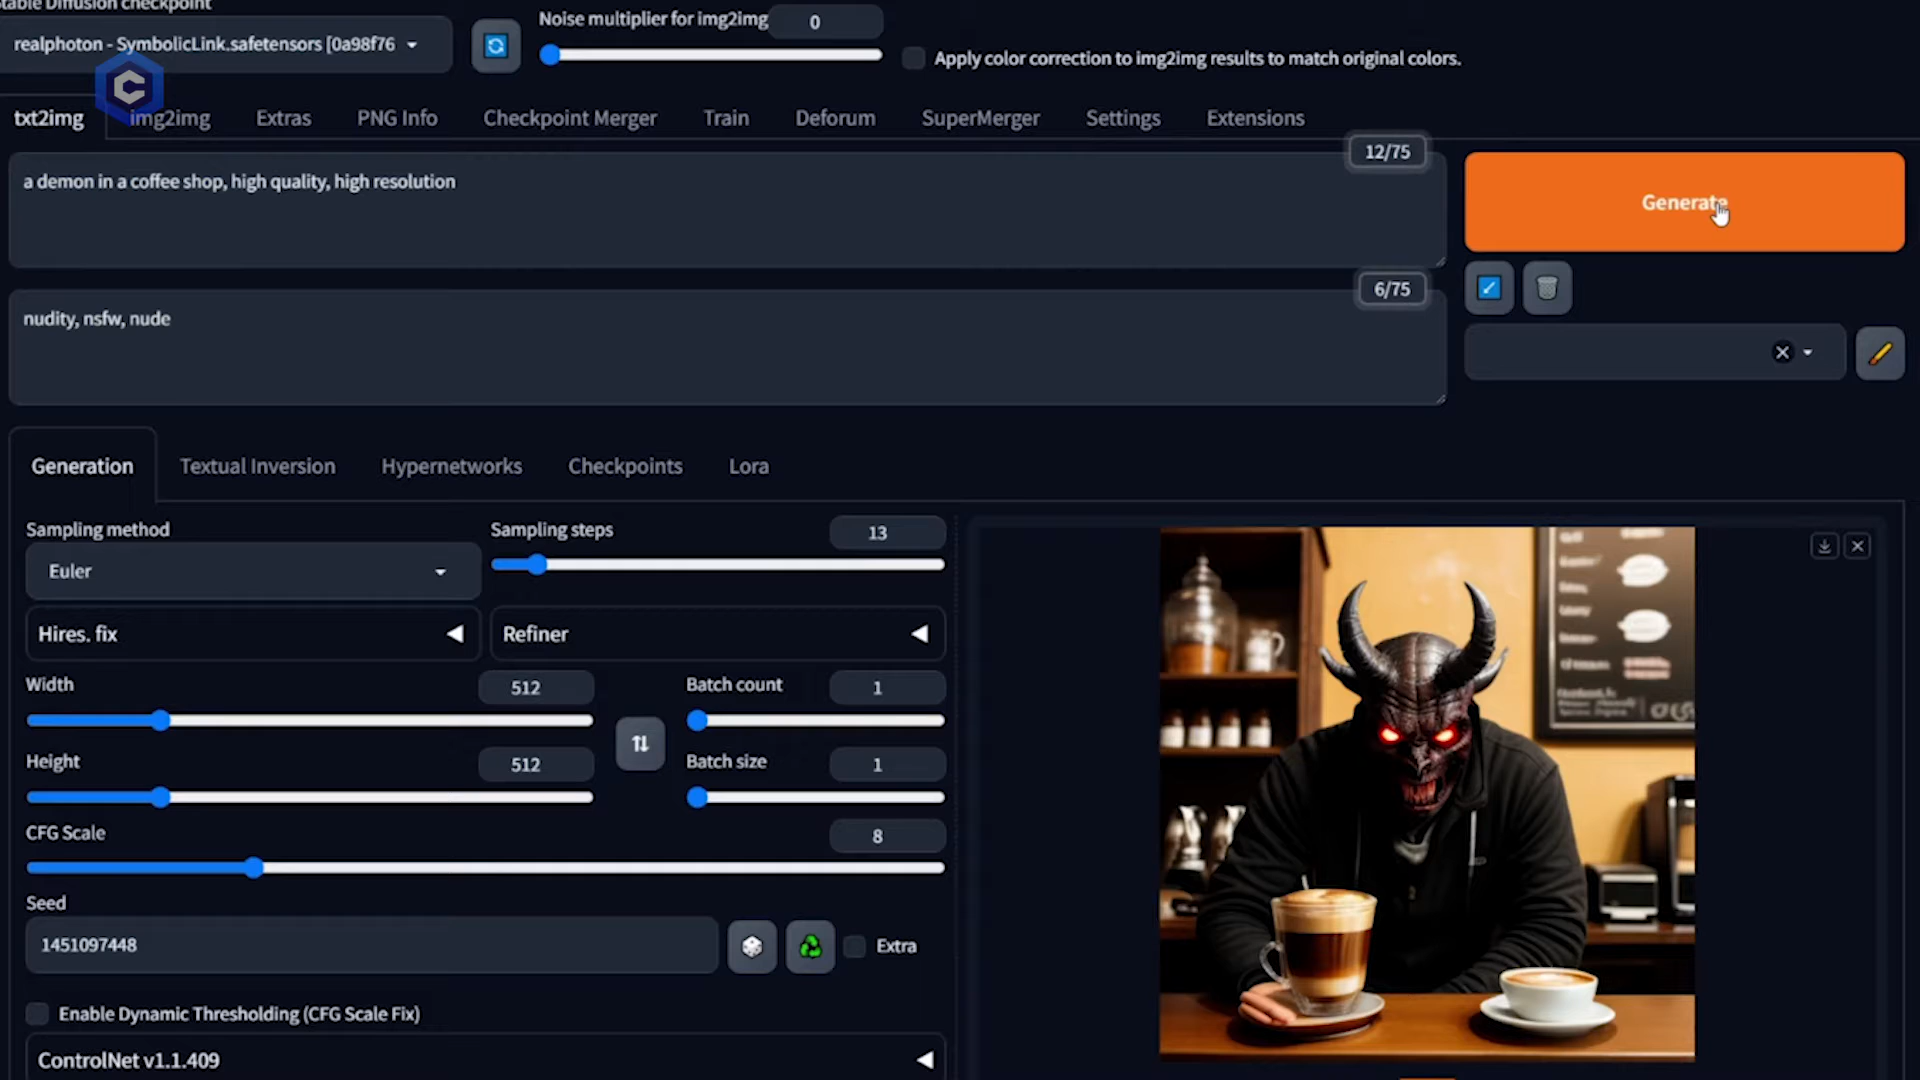 Stable Diffusion checkpoint
Noise multiplier for img2img
0
realphoton - SymbolicLink.safetensors [0a98f76
Apply color correction to img2img results to match original colors.
txt2img
img2img
Extras
PNG Info
Checkpoint Merger
Train
Deforum
SuperMerger
Settings
Extensions
12/75
a demon in a coffee shop, high quality, high resolution
Generate
6/75
nudity, nsfw, nude
Generation
Textual Inversion
Hypernetworks
Checkpoints
Lora
Sampling method
Sampling steps
13
Euler
Hires. fix
Refiner
Width
512
Batch count
1
Height
512
Batch size
1
CFG Scale
8
Seed
1451097448
Extra
Enable Dynamic Thresholding (CFG Scale Fix)
ControlNet v1.1.409